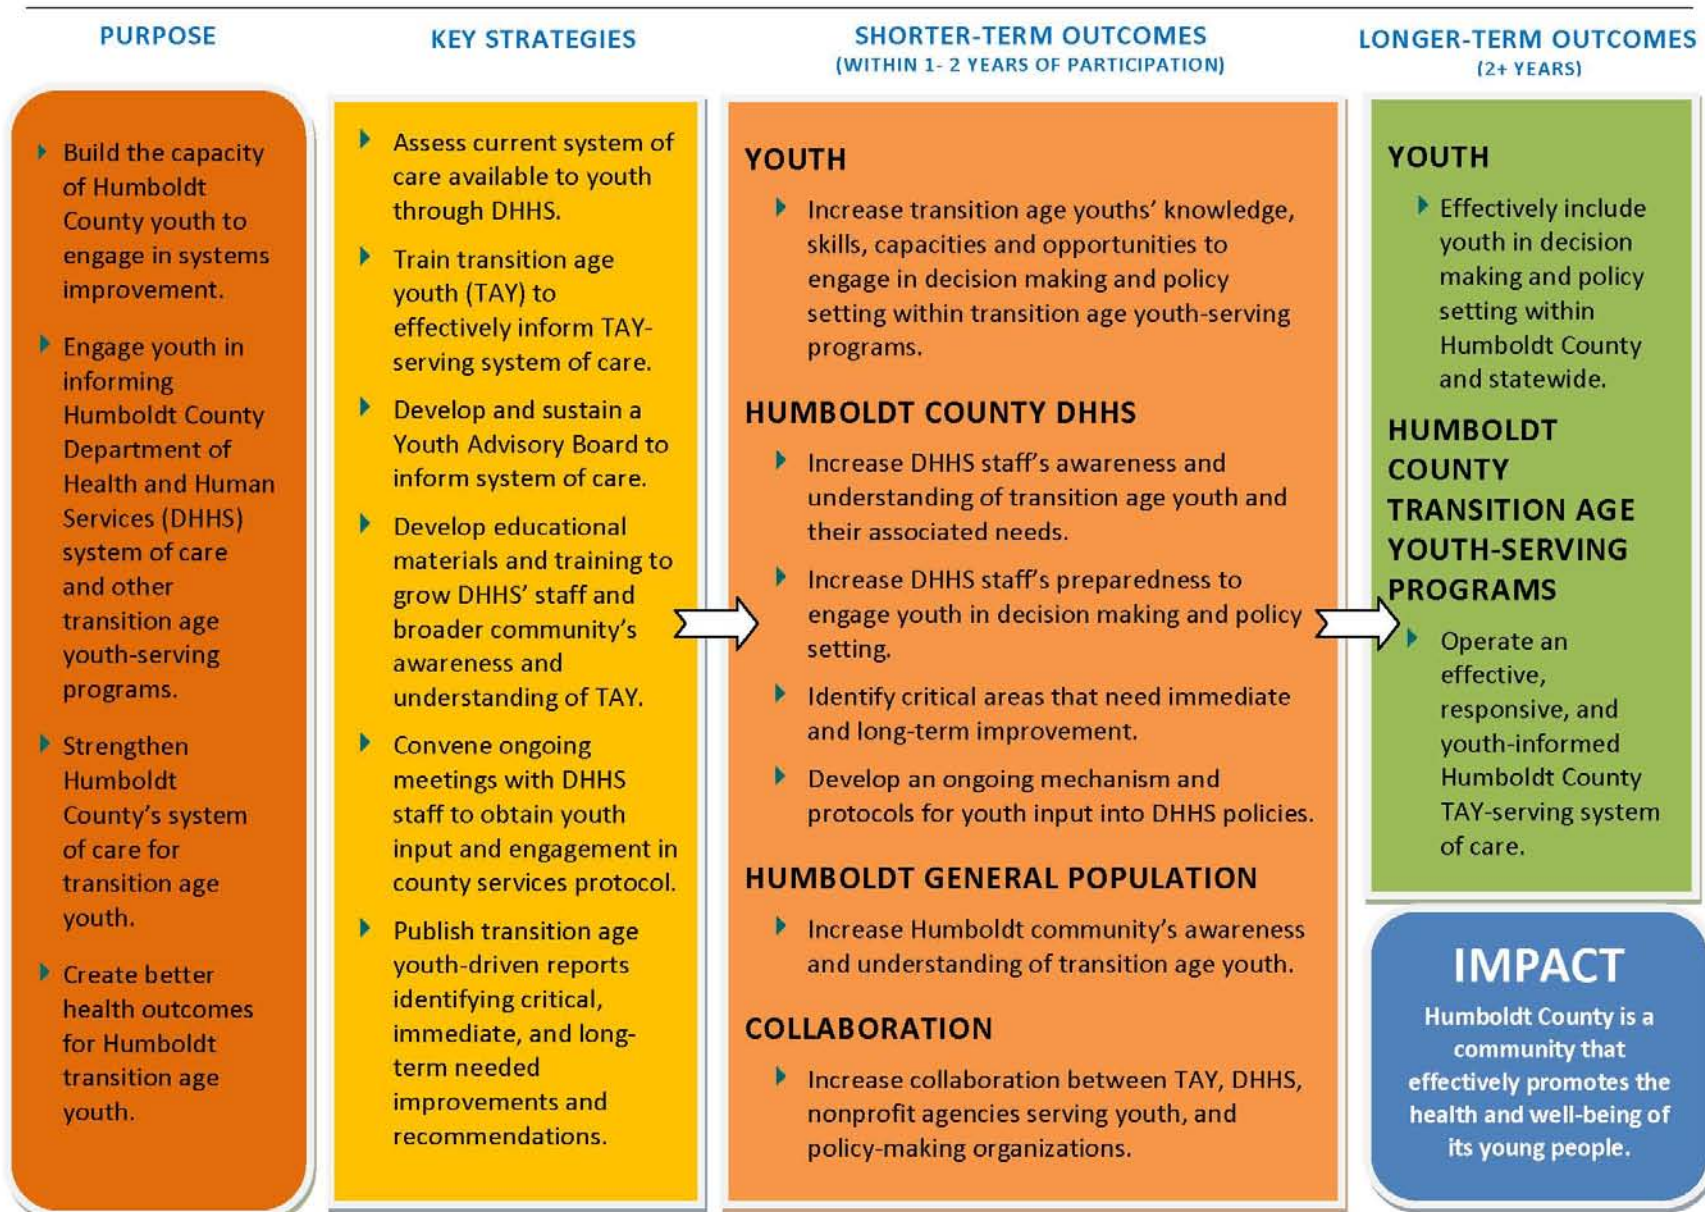 PURPOSE
KEY STRATEGIES
SHORTER-TERM OUTCOMES
(WITHIN 1- 2 YEARS OF PARTICIPATION)
LONGER-TERM OUTCOMES
(2+ YEARS)
Build the capacity
of Humboldt
County youth to
engage in systems
improvement.
Engage youth in
informing
Humboldt County
Department of
Health and Human
Services (DHHS)
system of care
and other
transition age
youth-serving
programs.
Strengthen
Humboldt
County's system
of care for
transition age
youth.
Create better
health outcomes
for Humboldt
transition age
youth.
Assess current system of
care available to youth
through DHHS.
Train transition age
youth (TAY) to
effectively inform TAY-
serving system of care.
Develop and sustain a
Youth Advisory Board to
inform system of care.
Develop educational
materials and training to
grow DHHS' staff and
broader community's
awareness and
understanding of TAY.
Convene ongoing
meetings with DHHS
staff to obtain youth
input and engagement in
county services protocol.
Publish transition age
youth-driven reports
identifying critical,
immediate, and long-
term needed
improvements and
recommendations.
YOUTH
Increase transition age youths' knowledge,
skills, capacities and opportunities to
engage in decision making and policy
setting within transition age youth-serving
programs.
HUMBOLDT COUNTY DHHS
Increase DHHS staff's awareness and
understanding of transition age youth and
their associated needs.
Increase DHHS staff's preparedness to
engage youth in decision making and policy
setting.
Identify critical areas that need immediate
and long-term improvement.
Develop an ongoing mechanism and
protocols for youth input into DHHS policies.
HUMBOLDT GENERAL POPULATION
Increase Humboldt community's awareness
and understanding of transition age youth.
COLLABORATION
Increase collaboration between TAY, DHHS,
nonprofit agencies serving youth, and
policy-making organizations.
YOUTH
Effectively include
youth in decision
making and policy
setting within
Humboldt County
and statewide.
HUMBOLDT
COUNTY
TRANSITION AGE
YOUTH-SERVING
PROGRAMS
Operate an
effective,
responsive, and
youth-informed
Humboldt County
TAY-serving system
of care.
IMPACT
Humboldt County is a
community that
effectively promotes the
health and well-being of
its young people.